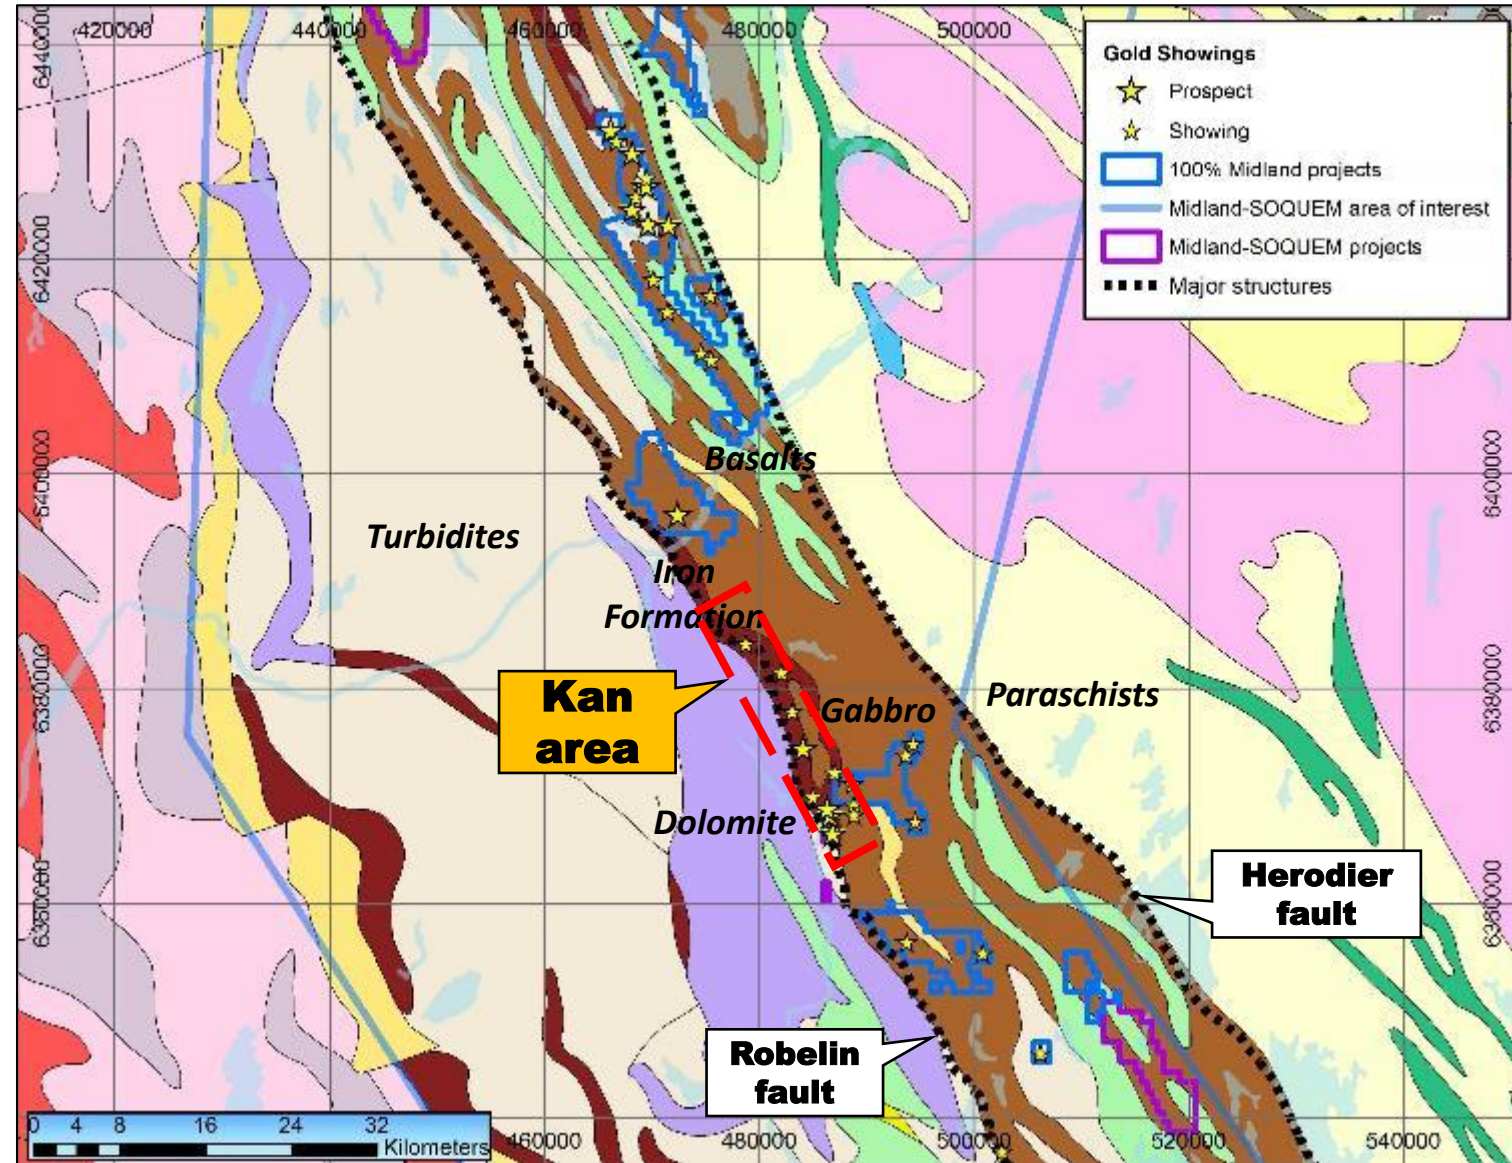 420000 440000 460000 480000 500000
Gold Showings
Prospect
Showing
100% Midland projects
Midland-SOQUEM area of interest
Midland-SOQUEM projects
Major structures
6440000
6420000
6400000
6400000
Basalts
Turbidites
Iron
Formation
Kan
area
6380000
6380000
Gabbro
Paraschists
Dolomite
Herodier
fault
6360000
6360000
Robelin
fault
0 4 8 16 24 32
Kilometers
460000 480000 500000 520000 540000